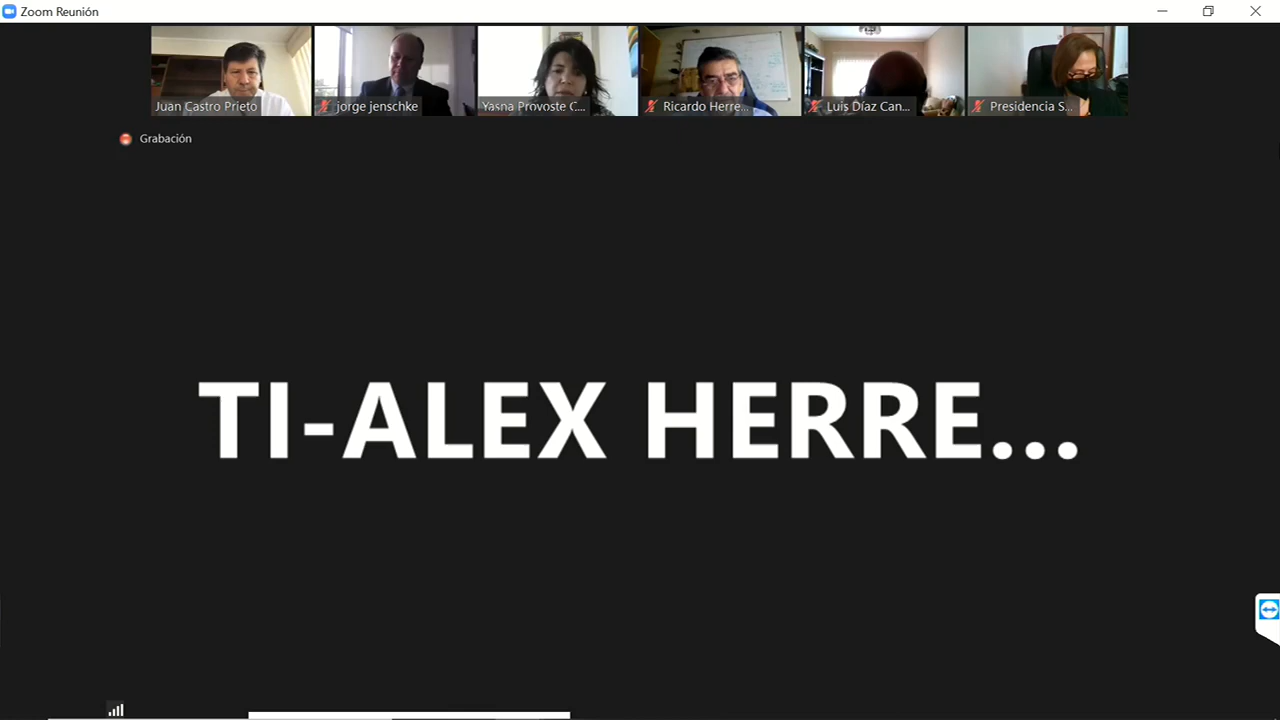 Zoom Reunión
Juan Castro Prieto
jorge jenschke
Yasna Provoste C...
Ricardo Herre...
Luis Díaz Can...
Presidencia S...
Grabación
TI-ALEX HERRE...